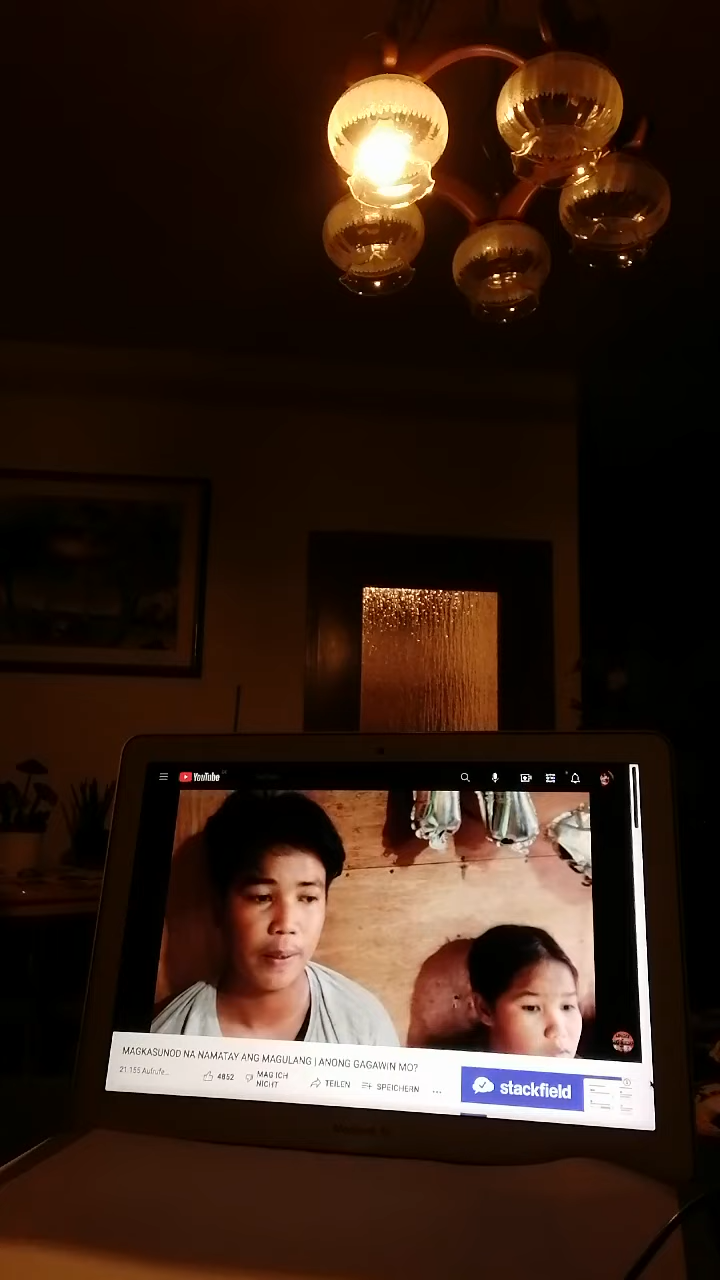 YouTube
MAGKASUNOD NA NAMATAY ANG MAGULANG | ANONG GAGAWIN MO?
21.155 Aufrufe...
4852
MAG ICH
NICHT
TEILEN
SPEICHERN
...
stackfield